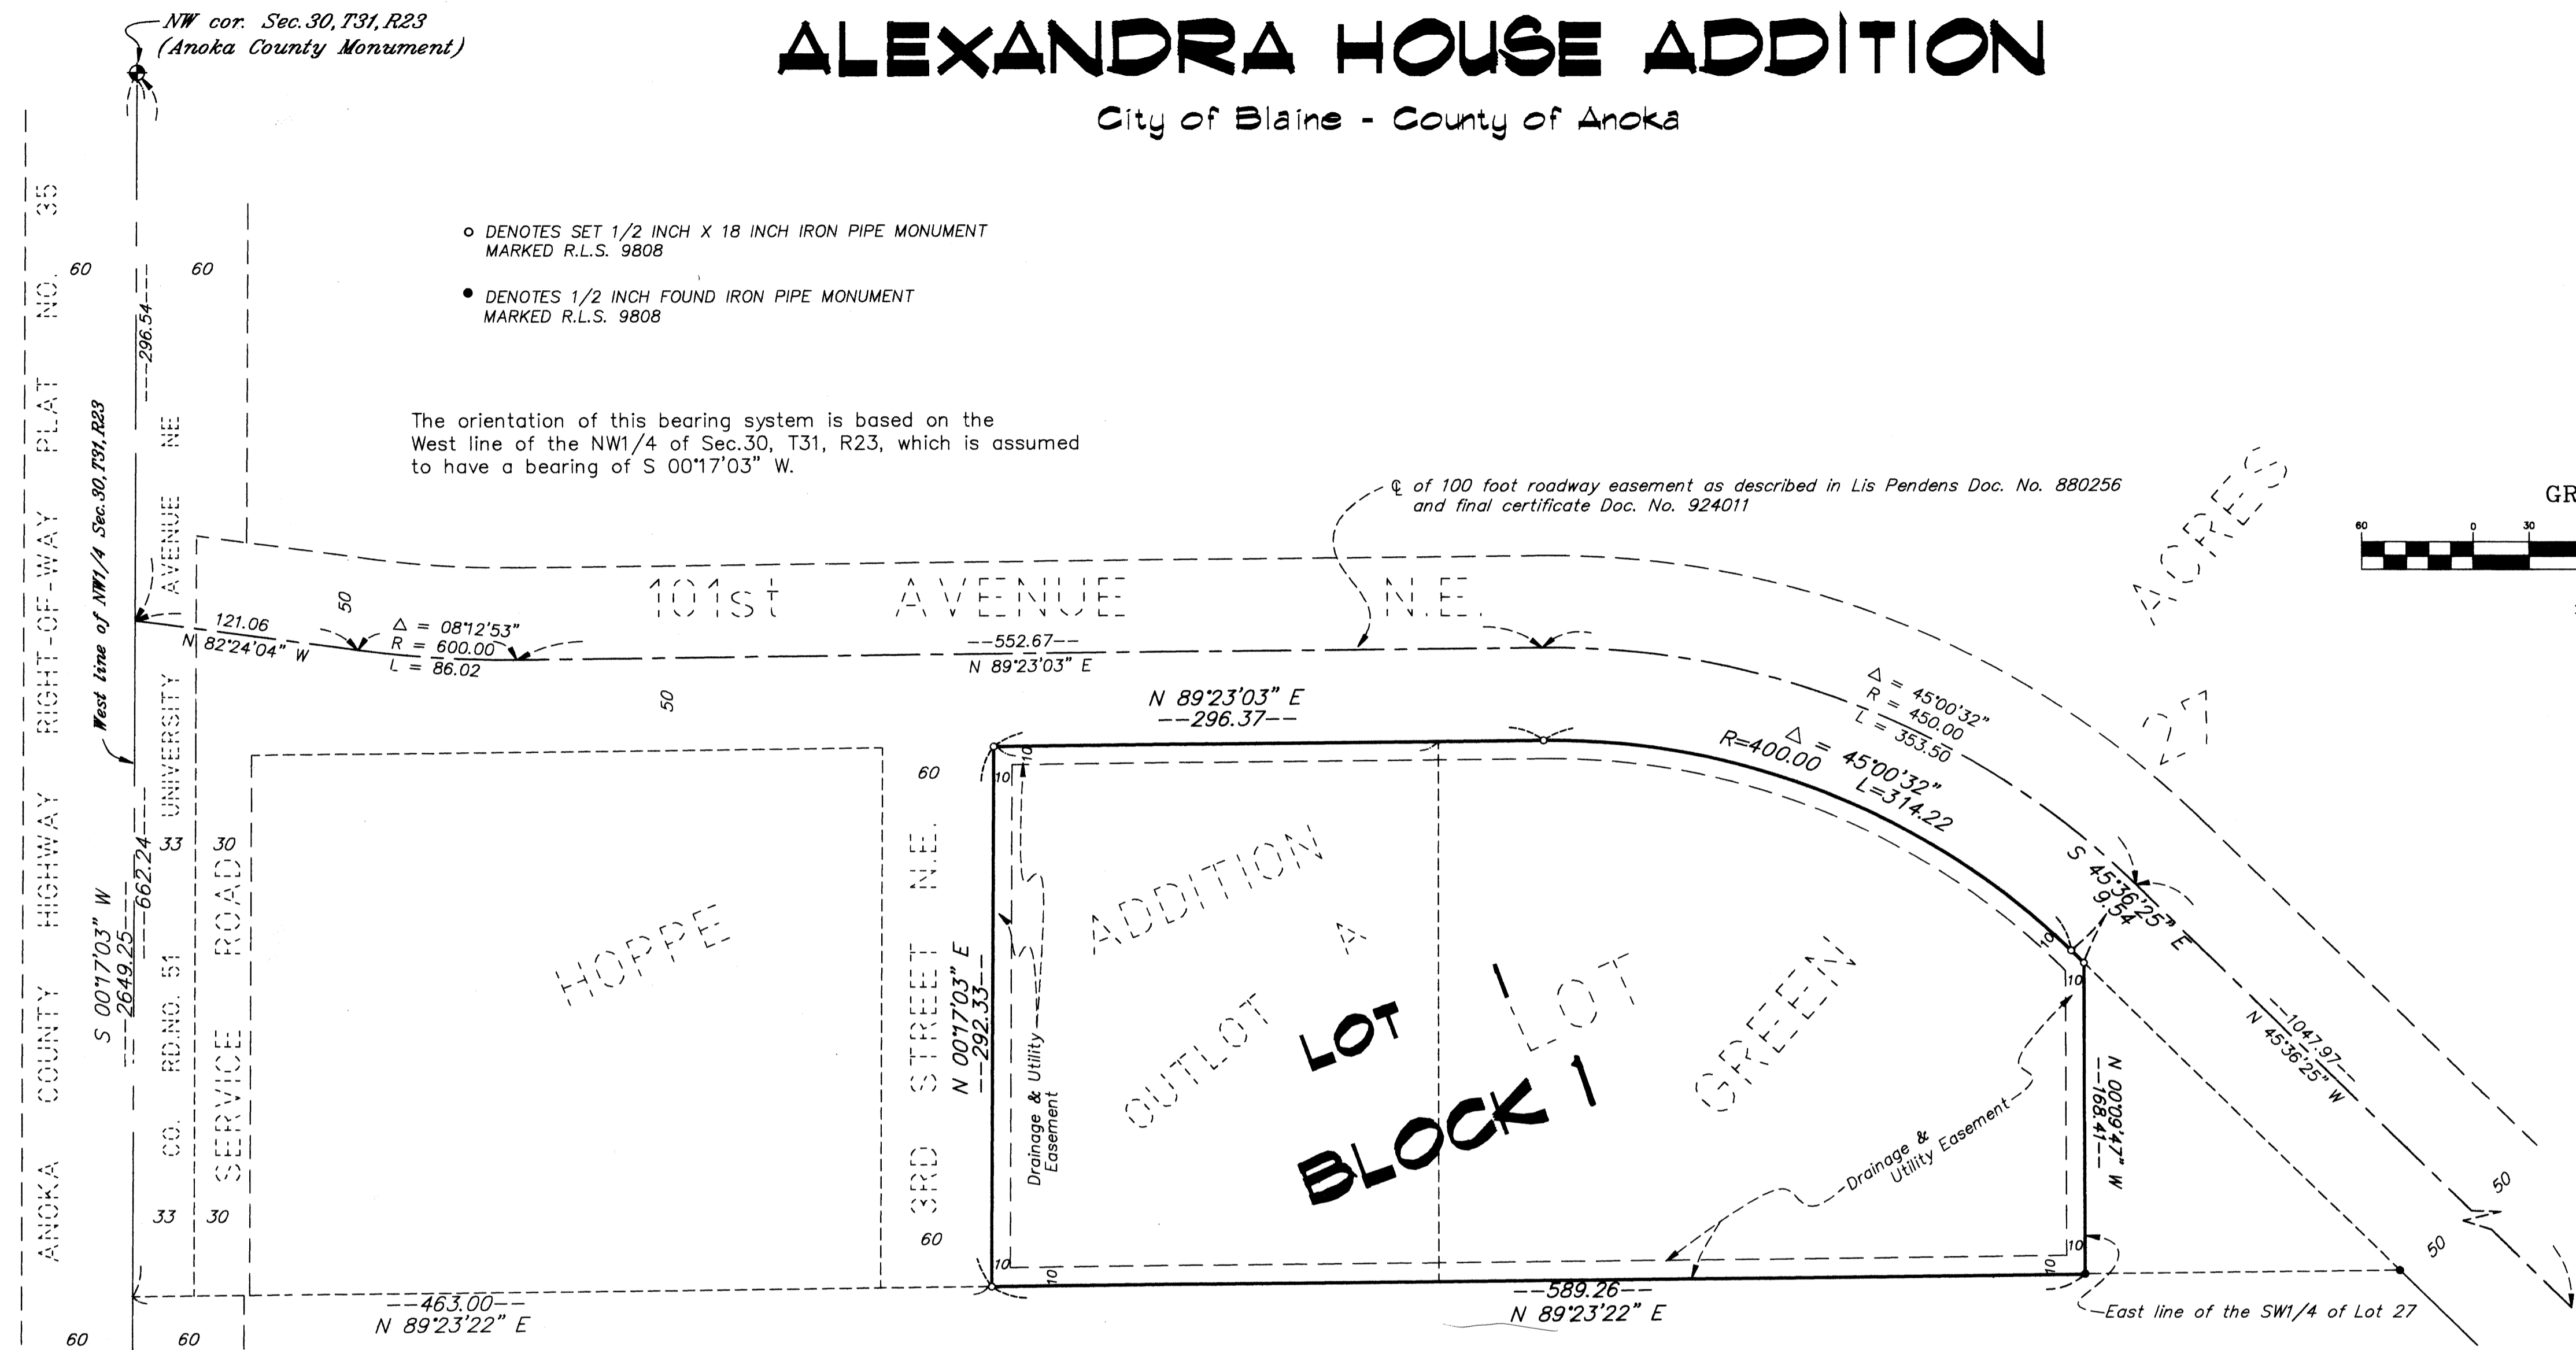 NW cor. Sec.30, T31, R23
(Anoka County Monument)
ALEXANDRA HOUSE ADDITION
City of Blaine - County of Anoka
DENOTES SET 1/2 INCH X 18 INCH IRON PIPE MONUMENT
MARKED R.L.S. 9808
DENOTES 1/2 INCH FOUND IRON PIPE MONUMENT
MARKED R.L.S. 9808
The orientation of this bearing system is based on the
West line of the NW1/4 of Sec.30, T31, R23, which is assumed
to have a bearing of S 00°17'03" W.
℄ of 100 foot roadway easement as described in Lis Pendens Doc. No. 880256
and final certificate Doc. No. 924011
GR
60 0 30
ANOKA COUNTY HIGHWAY RIGHT-OF-WAY PLAT NO. 35
60
60
---296.54---
West line of NW1/4 Sec.30,T31,R23
UNIVERSITY AVENUE NE
CO. RD.NO. 51
SERVICE ROAD
S 00°17'03" W
---2649.25---
---662.24---
33
30
33
30
60
60
121.06
N 82°24'04" W
50
Δ = 08°12'53"
R = 600.00
L = 86.02
101st AVENUE N.E.
--552.67--
N 89°23'03" E
50
N 89°23'03" E
--296.37--
Δ = 45°00'32"
R = 450.00
L = 353.50
Δ = 45°00'32"
R=400.00
L=314.22
ACRES
27
S 45°36'25" E
9.54
--1047.97--
N 45°36'25" W
50
50
HOPPE
ADDITION
OUTLOT A
LOT
GREEN
LOT 1
BLOCK 1
60
3RD STREET N.E.
60
N 00°17'03" E
--292.33--
10
10
Drainage & Utility
Easement
10
10
Drainage &
Utility Easement
10
10
10
10
N 00°09'47" W
--168.41--
--463.00--
N 89°23'22" E
--589.26--
N 89°23'22" E
East line of the SW1/4 of Lot 27